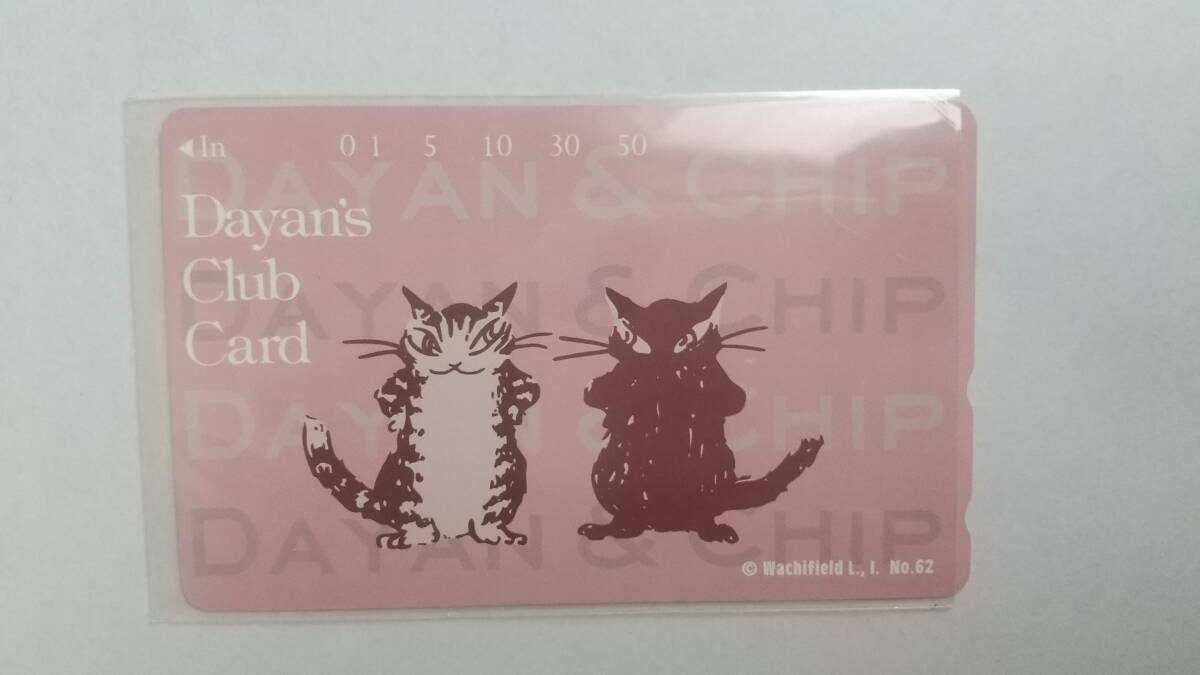 ◀In 0 1 5 10 30 50
DAYAN & CHIP
Dayan's
Club
Card
DAYAN & CHIP
DAYAN & CHIP
DAYAN & CHIP
© Wachifield L., I. No.62